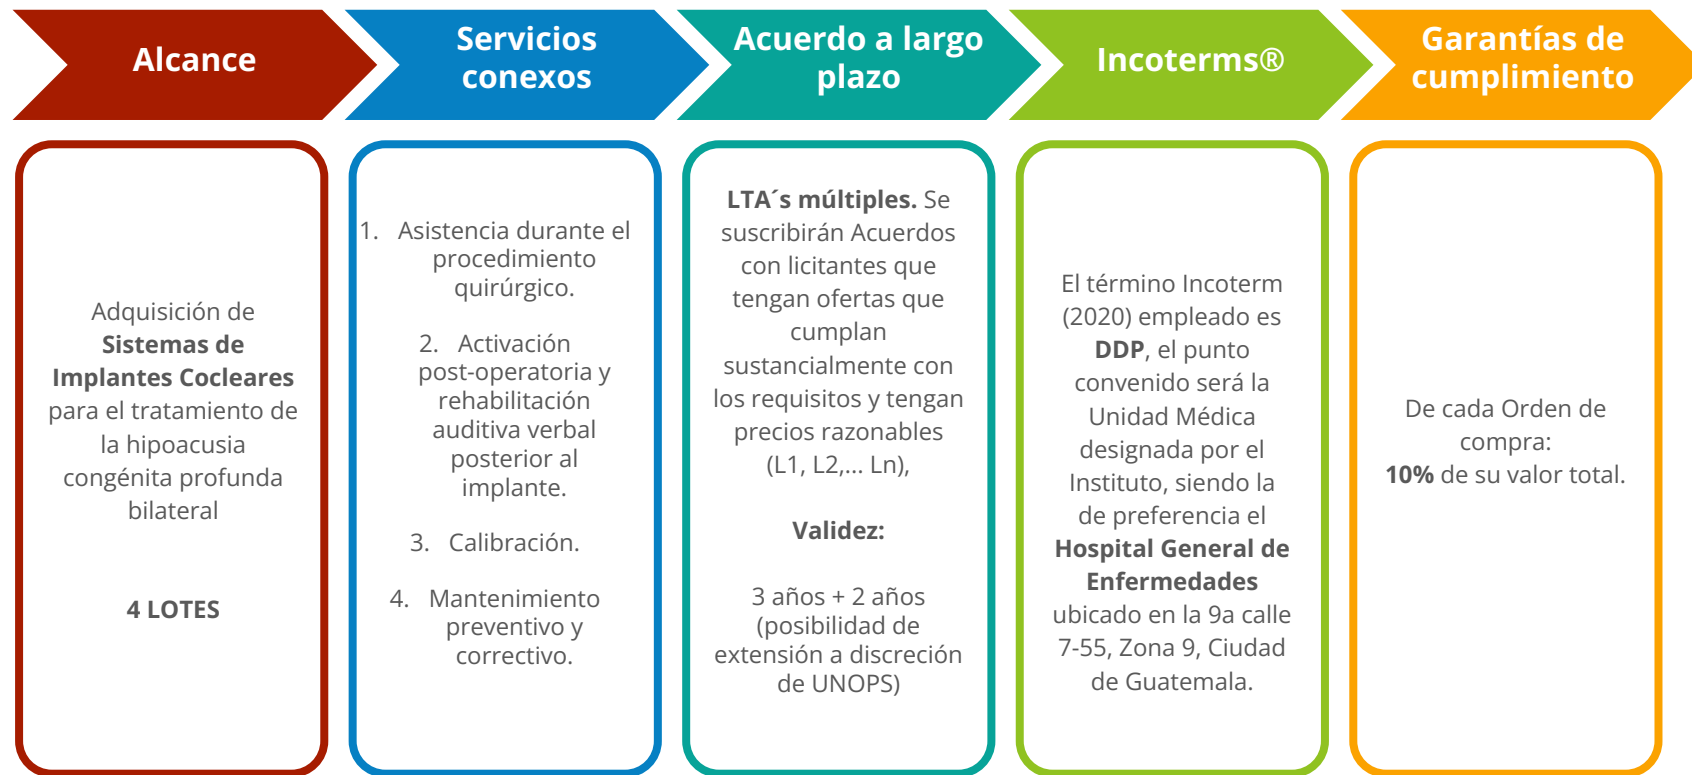 Alcance
Servicios
conexos
Acuerdo a largo
plazo
Incoterms®
Garantías de
cumplimiento
Adquisición de
Sistemas de
Implantes Cocleares
para el tratamiento de
la hipoacusia
congénita profunda
bilateral
4 LOTES
1. Asistencia durante el
procedimiento
quirúrgico.
2. Activación
post-operatoria y
rehabilitación
auditiva verbal
posterior al
implante.
3. Calibración.
4. Mantenimiento
preventivo y
correctivo.
LTA´s múltiples. Se
suscribirán Acuerdos
con licitantes que
tengan ofertas que
cumplan
sustancialmente con
los requisitos y tengan
precios razonables
(L1, L2,... Ln),
Validez:
3 años + 2 años
(posibilidad de
extensión a discreción
de UNOPS)
El término Incoterm
(2020) empleado es
DDP, el punto
convenido será la
Unidad Médica
designada por el
Instituto, siendo la
de preferencia el
Hospital General de
Enfermedades
ubicado en la 9a calle
7-55, Zona 9, Ciudad
de Guatemala.
De cada Orden de
compra:
10% de su valor total.